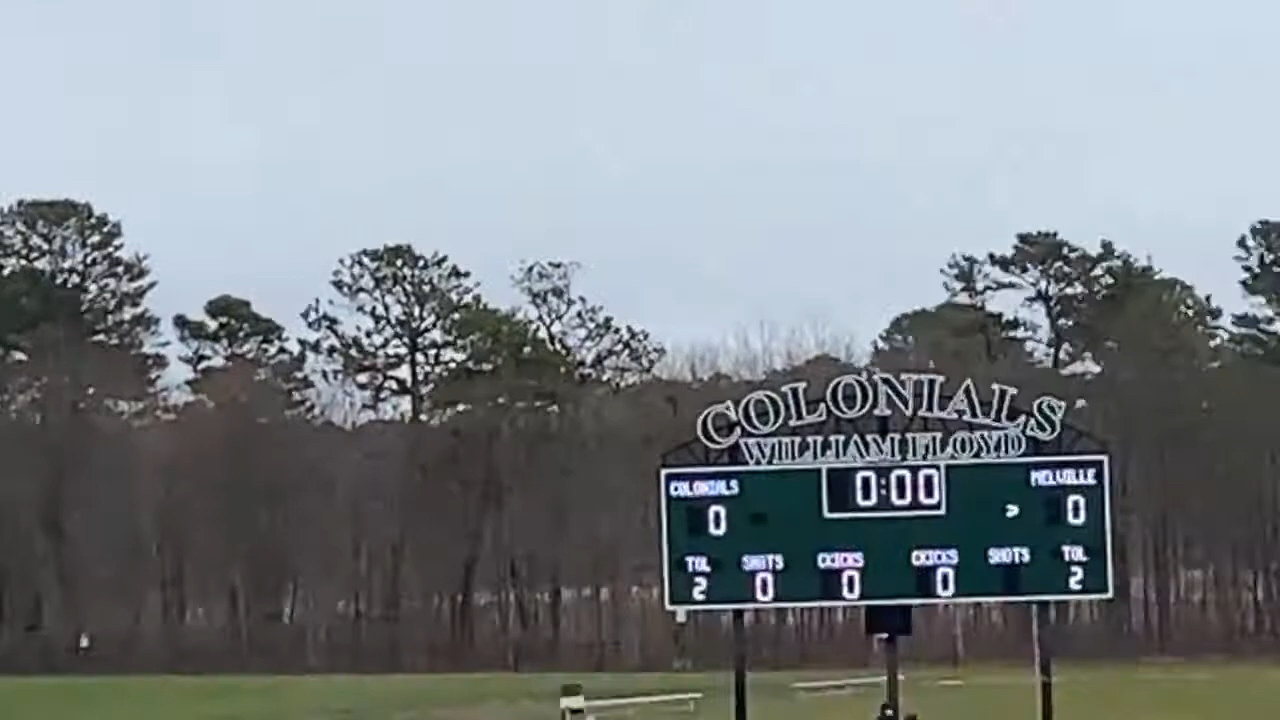 COLONIALS
WILLIAM FLOYD
COLONIALS 0:00 MELVILLE
0 > 0
TOL SHOTS CKICKS CKICKS SHOTS TOL
2 0 0 0 2